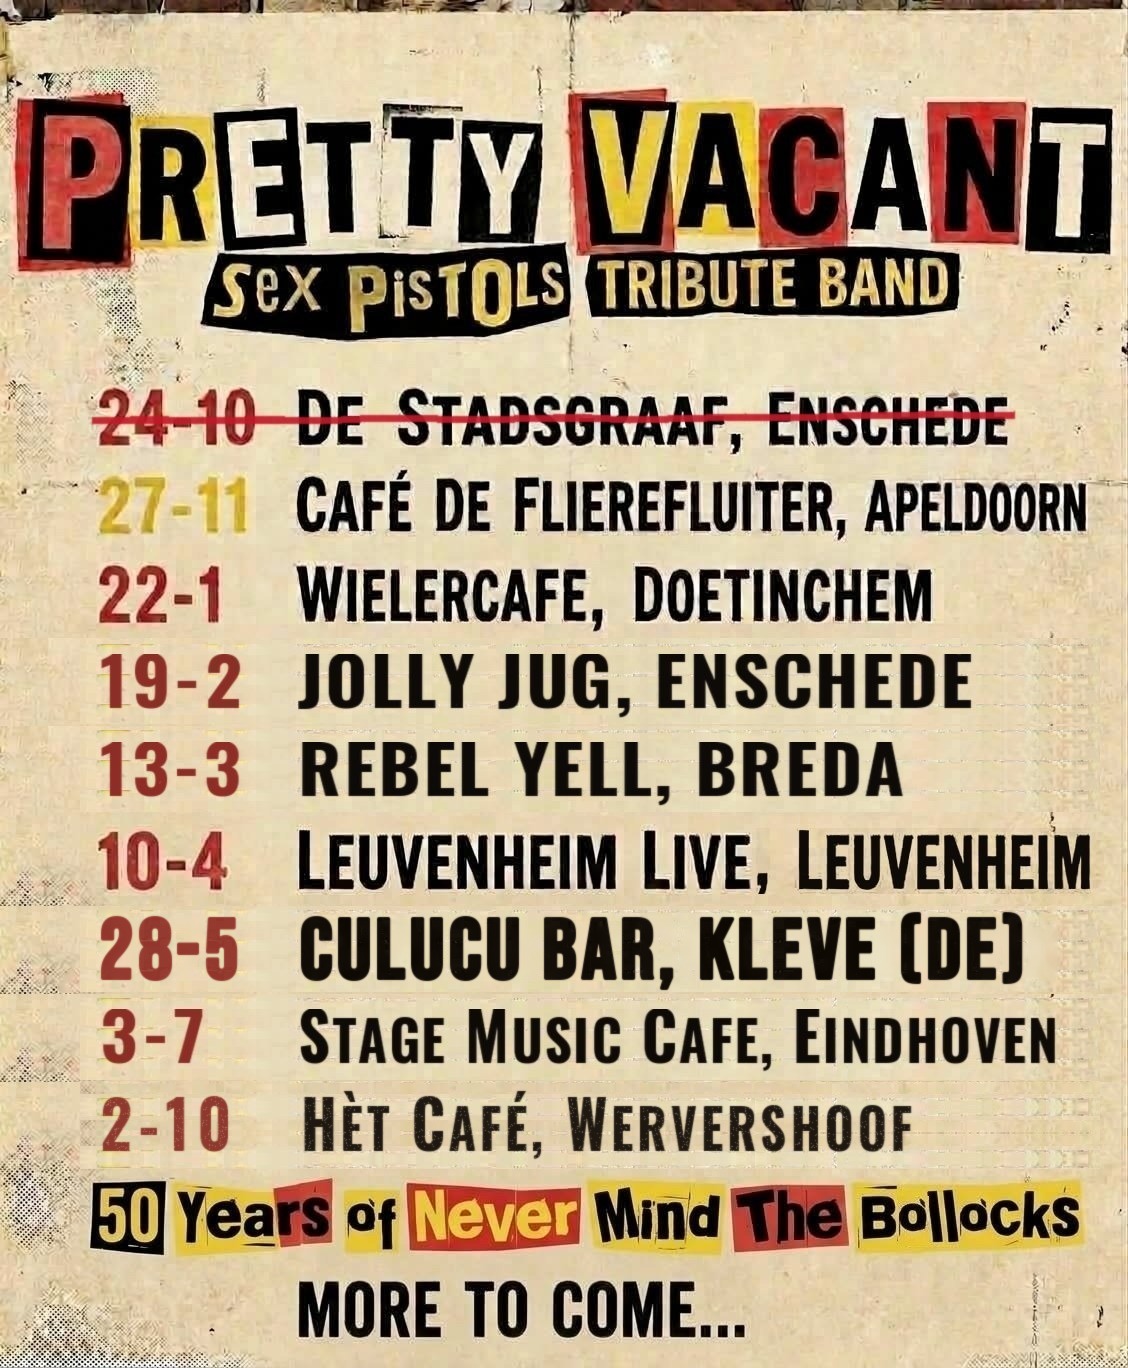 PRETTY VACANT
SEX PISTOLS TRIBUTE BAND
24-10 DE STADSGRAAF, ENSCHEDE
27-11 CAFÉ DE FLIEREFLUITER, APELDOORN
22-1 WIELERCAFE, DOETINCHEM
19-2 JOLLY JUG, ENSCHEDE
13-3 REBEL YELL, BREDA
10-4 LEUVENHEIM LIVE, LEUVENHEIM
28-5 CULUCU BAR, KLEVE (DE)
3-7 STAGE MUSIC CAFE, EINDHOVEN
2-10 HÈT CAFÉ, WERVERSHOOF
50 Years of Never Mind The Bollocks
MORE TO COME...